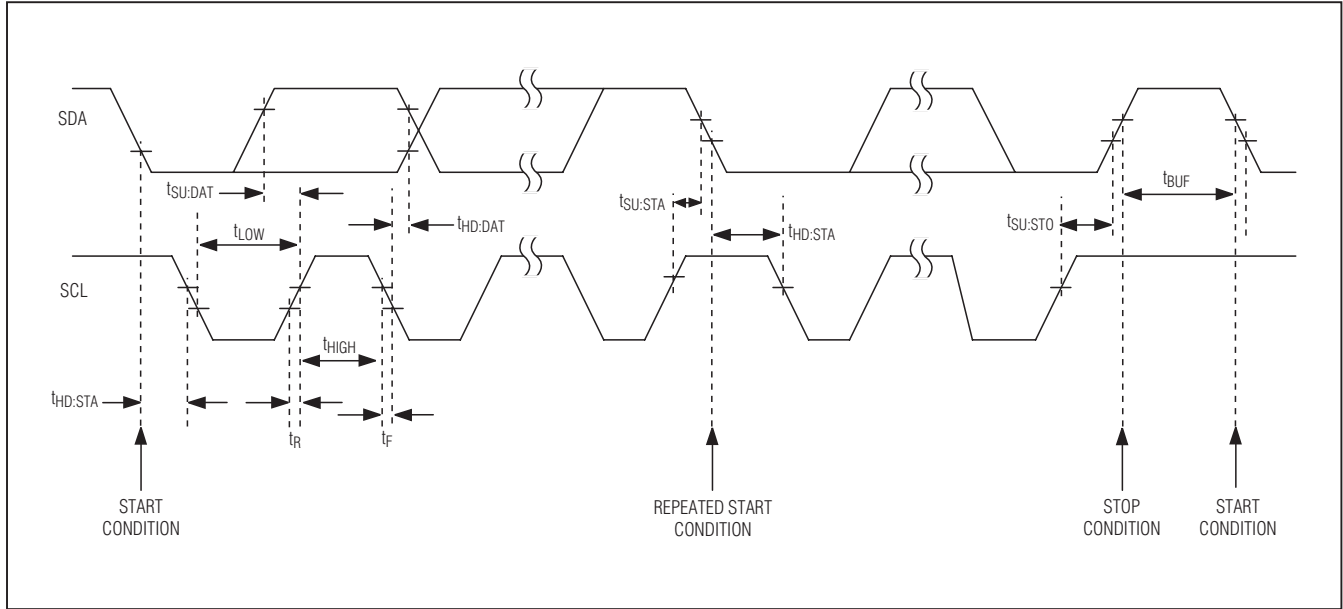 SDA
tSU:DAT
tHD:DAT
tLOW
tSU:STA
tHD:STA
tBUF
tSU:STO
SCL
tHIGH
tHD:STA
tR
tF
START
CONDITION
REPEATED START
CONDITION
STOP
CONDITION
START
CONDITION